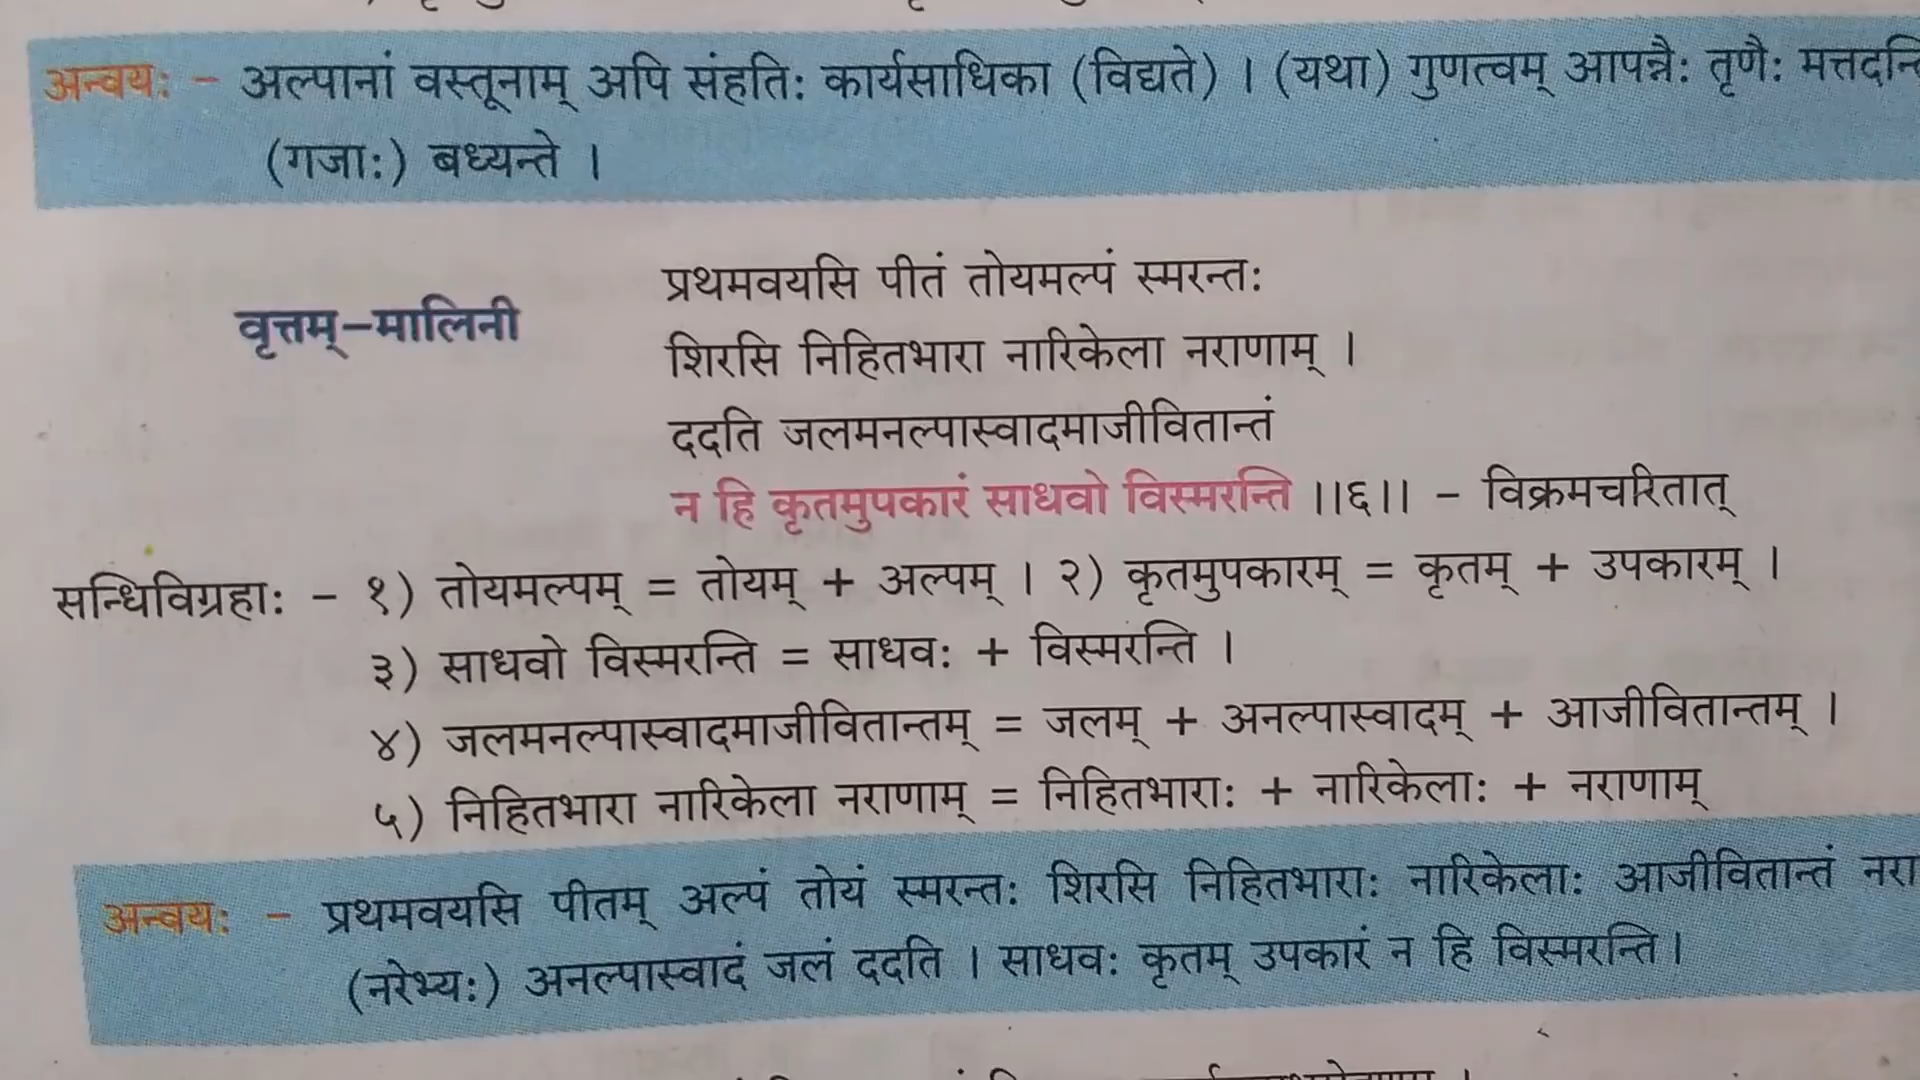 अन्वयः - अल्पानां वस्तूनाम् अपि संहतिः कार्यसाधिका (विद्यते) । (यथा) गुणत्वम् आपन्नैः तृणैः
(गजाः) बध्यन्ते ।
वृत्तम्-मालिनी
प्रथमवयसि पीतं तोयमल्पं स्मरन्तः
शिरसि निहितभारा नारिकेला नराणाम् ।
ददति जलमनल्पास्वादमाजीवितान्तं
न हि कृतमुपकारं साधवो विस्मरन्ति ।।६।। - विक्रमचरितात्
सन्धिविग्रहाः - १) तोयमल्पम् = तोयम् + अल्पम् । २) कृतमुपकारम् = कृतम् + उपकारम् ।
३) साधवो विस्मरन्ति = साधवः + विस्मरन्ति ।
४) जलमनल्पास्वादमाजीवितान्तम् = जलम् + अनल्पास्वादम् + आजीवितान्तम् ।
५) निहितभारा नारिकेला नराणाम् = निहितभाराः + नारिकेलाः + नराणाम्
अन्वयः - प्रथमवयसि पीतम् अल्पं तोयं स्मरन्तः शिरसि निहितभाराः नारिकेलाः आजीवितान्तं
(नरेभ्यः) अनल्पास्वादं जलं ददति । साधवः कृतम् उपकारं न हि विस्मरन्ति ।